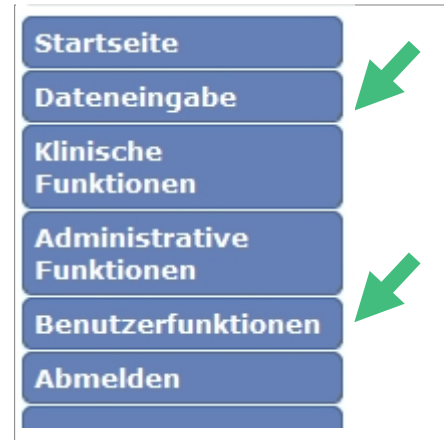 Startseite
Dateneingabe
Klinische
Funktionen
Administrative
Funktionen
Benutzerfunktionen
Abmelden